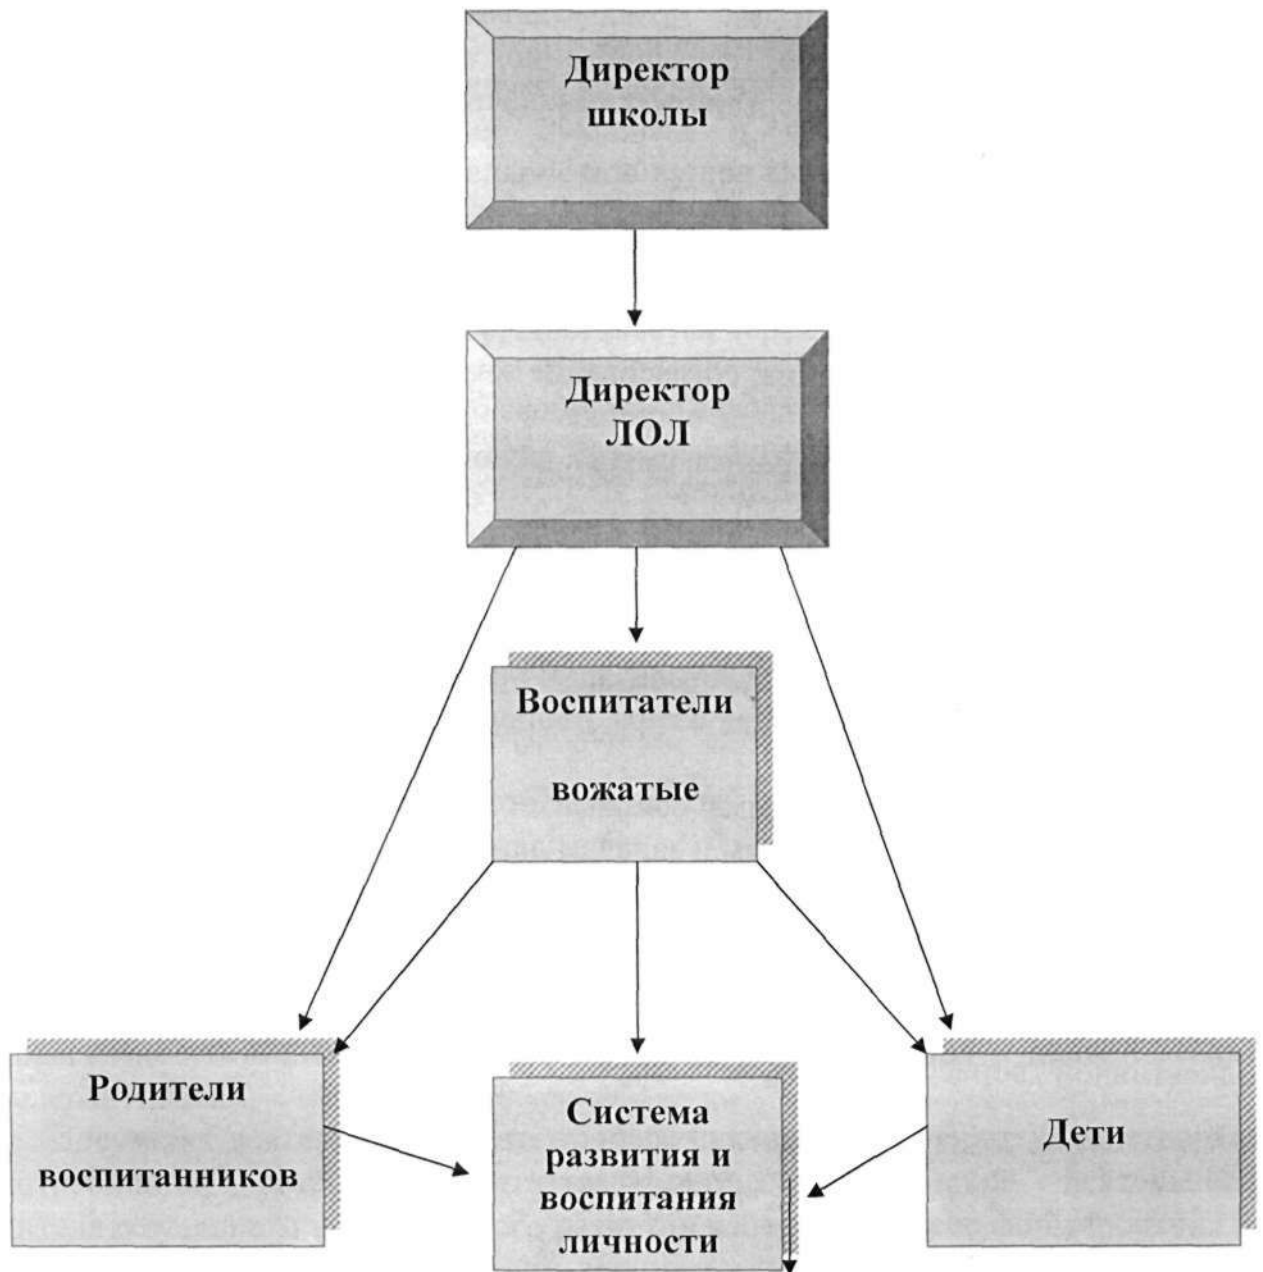 Директор
школы
Директор
ЛОЛ
Воспитатели
вожатые
Родители
воспитанников
Система
развития и
воспитания
личности
Дети